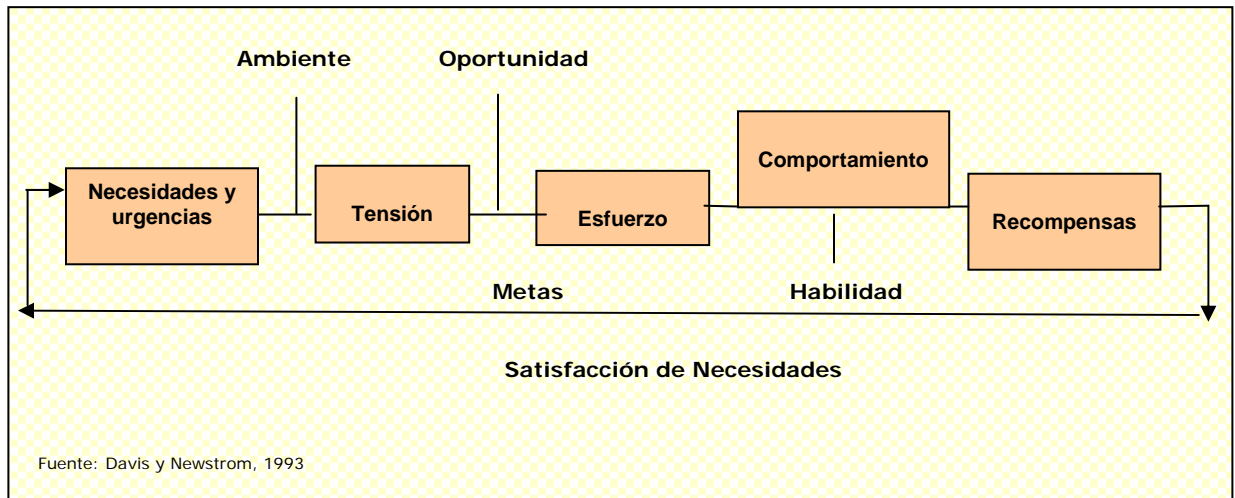 Ambiente
Oportunidad
Necesidades y
urgencias
Tensión
Esfuerzo
Comportamiento
Recompensas
Metas
Habilidad
Satisfacción de Necesidades
Fuente: Davis y Newstrom, 1993